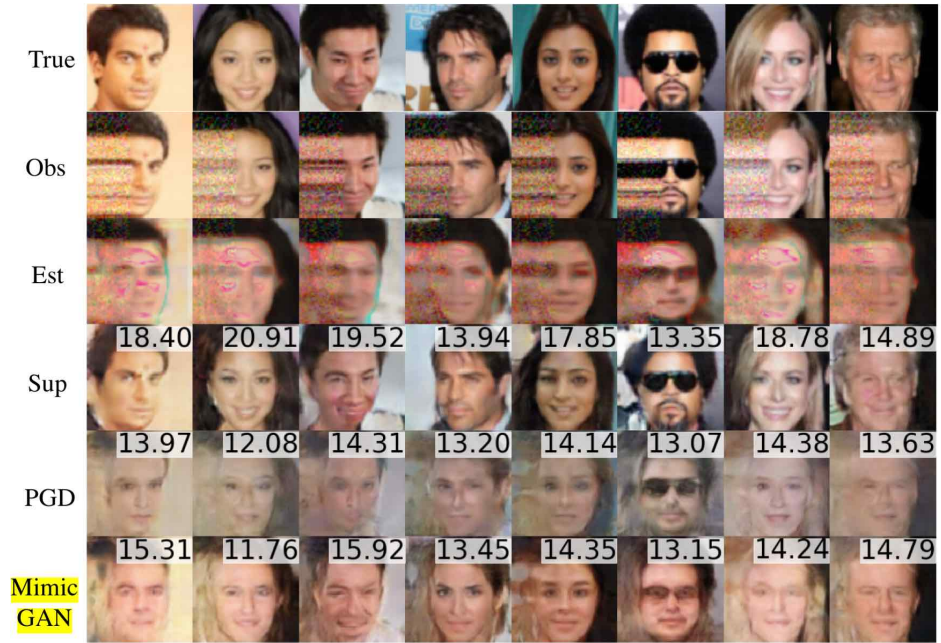 True
Obs
Est
18.40 20.91 19.52 13.94 17.85 13.35 18.78 14.89
Sup
13.97 12.08 14.31 13.20 14.14 13.07 14.38 13.63
PGD
15.31 11.76 15.92 13.45 14.35 13.15 14.24 14.79
Mimic
GAN